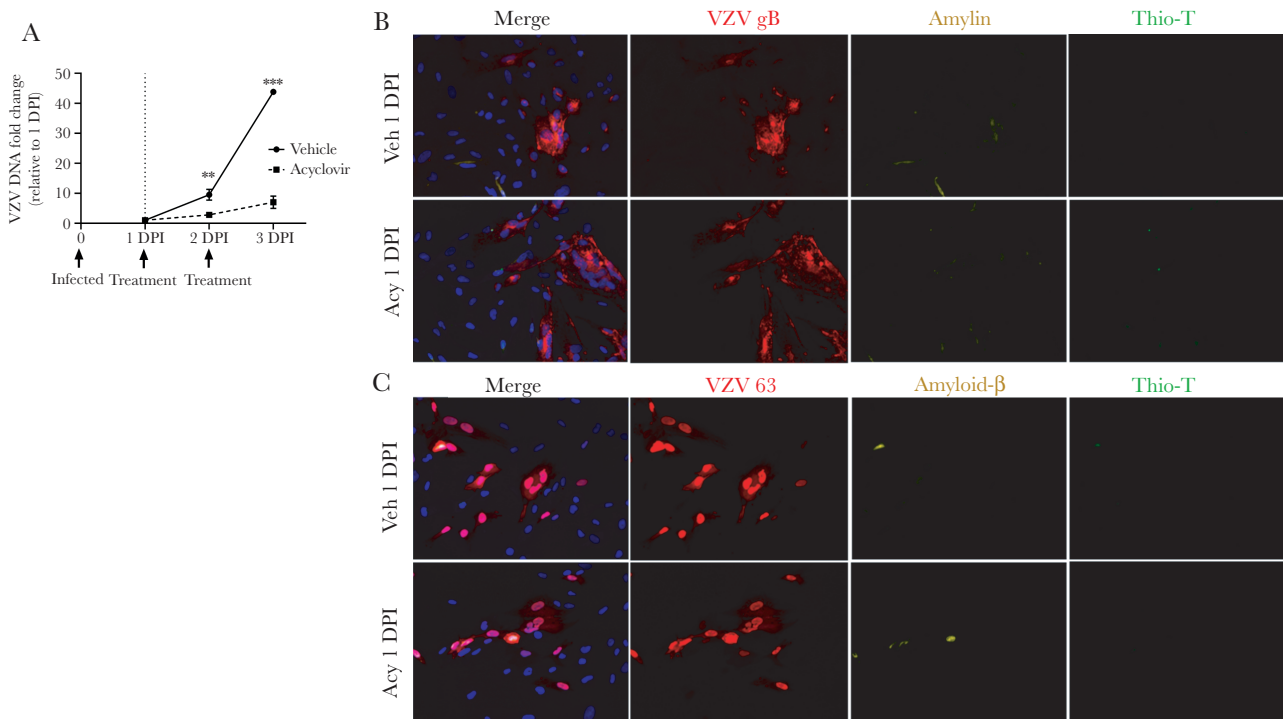 A
VZV DNA fold change
(relative to 1 DPI)
50
40
30
20
10
0
***
**
Vehicle
Acyclovir
0
1 DPI
2 DPI
3 DPI
Infected
Treatment
Treatment
B
Merge
VZV gB
Amylin
Thio-T
Veh 1 DPI
Acy 1 DPI
C
Merge
VZV 63
Amyloid-β
Thio-T
Veh 1 DPI
Acy 1 DPI